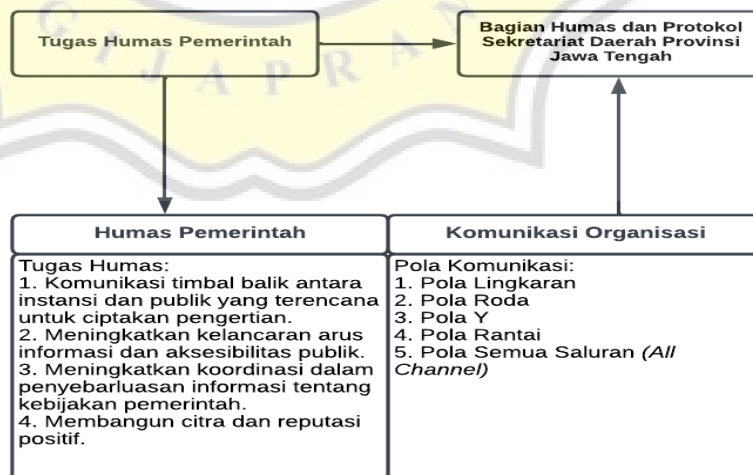 Tugas Humas Pemerintah
Bagian Humas dan Protokol
Sekretariat Daerah Provinsi
Jawa Tengah
GIJAPRAN
Humas Pemerintah
Tugas Humas:
1. Komunikasi timbal balik antara
instansi dan publik yang terencana
untuk ciptakan pengertian.
2. Meningkatkan kelancaran arus
informasi dan aksesibilitas publik.
3. Meningkatkan koordinasi dalam
penyebarluasan informasi tentang
kebijakan pemerintah.
4. Membangun citra dan reputasi
positif.
Komunikasi Organisasi
Pola Komunikasi:
1. Pola Lingkaran
2. Pola Roda
3. Pola Y
4. Pola Rantai
5. Pola Semua Saluran (All
Channel)